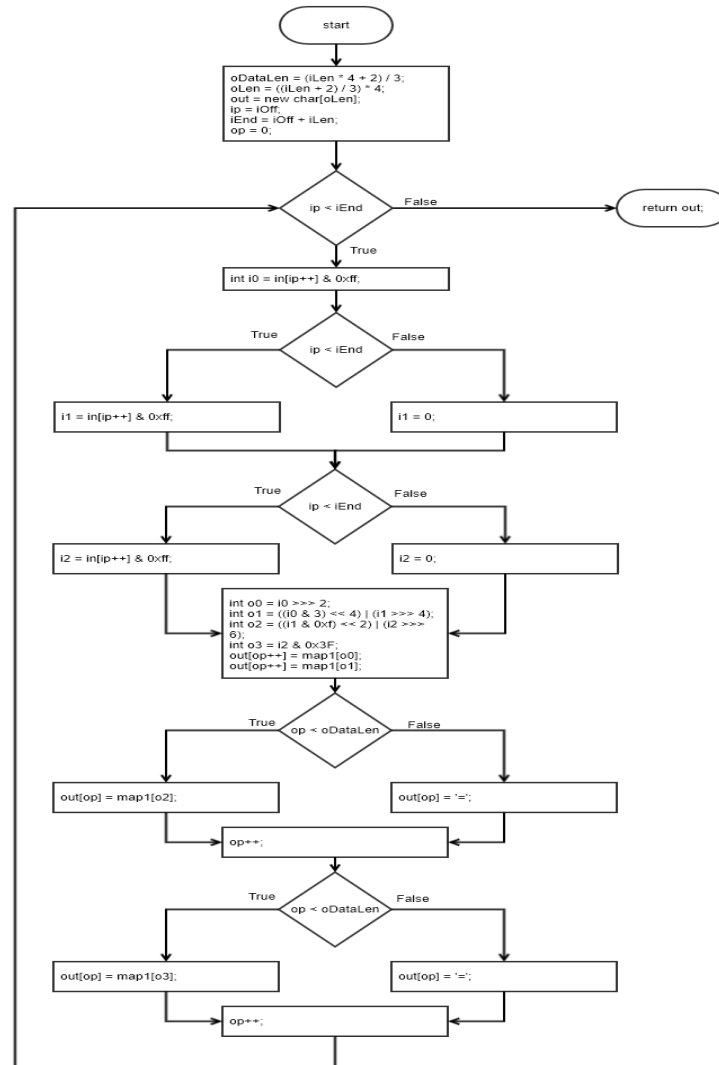 start
oDataLen = (iLen * 4 + 2) / 3;
oLen = ((iLen + 2) / 3) * 4;
out = new char[oLen];
ip = iOff;
iEnd = iOff + iLen;
op = 0;
ip < iEnd
False
return out;
True
int i0 = in[ip++] & 0xff;
True
ip < iEnd
False
i1 = in[ip++] & 0xff;
i1 = 0;
True
ip < iEnd
False
i2 = in[ip++] & 0xff;
i2 = 0;
int o0 = i0 >>> 2;
int o1 = ((i0 & 3) << 4) | (i1 >>> 4);
int o2 = ((i1 & 0xf) << 2) | (i2 >>>
6);
int o3 = i2 & 0x3F;
out[op++] = map1[o0];
out[op++] = map1[o1];
True
op < oDataLen
False
out[op] = map1[o2];
out[op] = '=';
op++;
True
op < oDataLen
False
out[op] = map1[o3];
out[op] = '=';
op++;